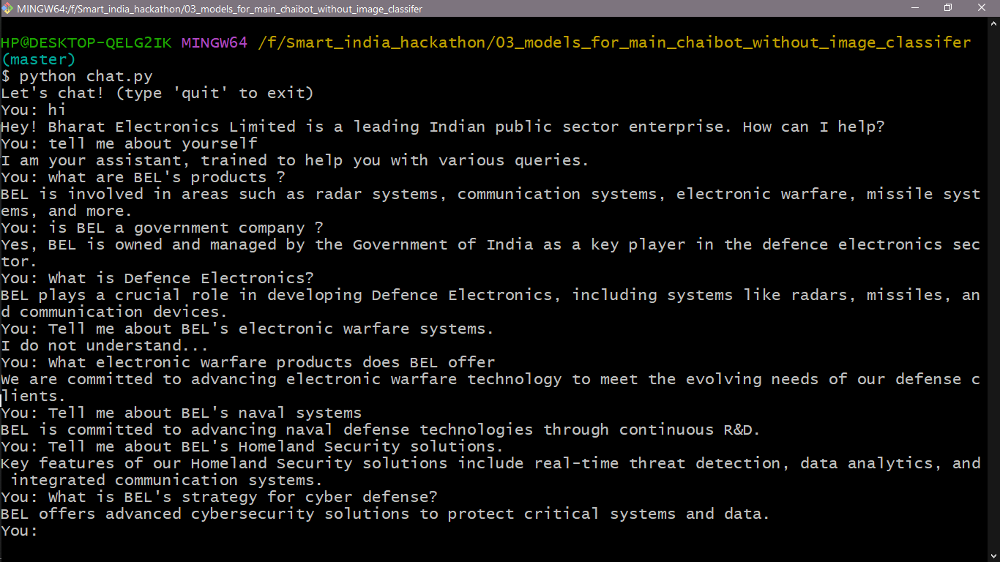 MINGW64:/f/Smart_india_hackathon/03_models_for_main_chaibot_without_image_classifer
HP@DESKTOP-QELG2IK MINGW64 /f/Smart_india_hackathon/03_models_for_main_chaibot_without_image_classifer
(master)
$ python chat.py
Let's chat! (type 'quit' to exit)
You: hi
Hey! Bharat Electronics Limited is a leading Indian public sector enterprise. How can I help?
You: tell me about yourself
I am your assistant, trained to help you with various queries.
You: what are BEL's products ?
BEL is involved in areas such as radar systems, communication systems, electronic warfare, missile syst
ems, and more.
You: is BEL a government company ?
Yes, BEL is owned and managed by the Government of India as a key player in the defence electronics sec
tor.
You: What is Defence Electronics?
BEL plays a crucial role in developing Defence Electronics, including systems like radars, missiles, an
d communication devices.
You: Tell me about BEL's electronic warfare systems.
I do not understand...
You: What electronic warfare products does BEL offer
We are committed to advancing electronic warfare technology to meet the evolving needs of our defense c
lients.
You: Tell me about BEL's naval systems
BEL is committed to advancing naval defense technologies through continuous R&D.
You: Tell me about BEL's Homeland Security solutions.
Key features of our Homeland Security solutions include real-time threat detection, data analytics, and
 integrated communication systems.
You: What is BEL's strategy for cyber defense?
BEL offers advanced cybersecurity solutions to protect critical systems and data.
You: